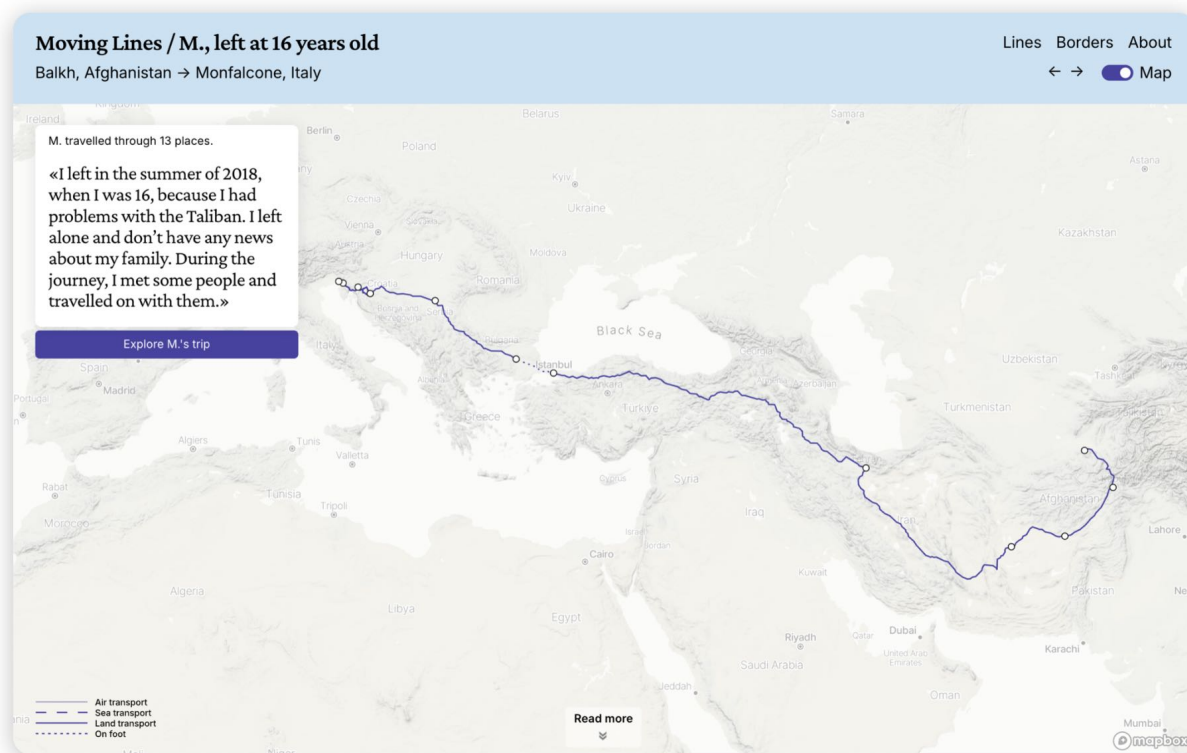 Moving Lines / M., left at 16 years old
Balkh, Afghanistan → Monfalcone, Italy
Lines Borders About
← → Map
M. travelled through 13 places.
«I left in the summer of 2018,
when I was 16, because I had
problems with the Taliban. I left
alone and don’t have any news
about my family. During the
journey, I met some people and
travelled on with them.»
Explore M.'s trip
Ireland
Berlin
Poland
Belarus
Samara
Astana
Kyiv
Ukraine
Czechia
Vienna
Kazakhstan
Hungary
Moldova
Romania
Croatia
Black Sea
Italy
Istanbul
Georgia
Azerbaijan
Uzbekistan
Spain
Madrid
Portugal
Ankara
Greece
Türkiye
Turkmenistan
Algiers
Tunis
Valletta
Cyprus
Syria
Rabat
Tunisia
Tripoli
Morocco
Iraq
Iran
Afghanistan
Lahore
Israel
Jordan
Cairo
Algeria
Libya
Egypt
Kuwait
Pakistan
Riyadh
Qatar
Dubai
United Arab
Emirates
Karachi
Saudi Arabia
Jeddah
Oman
Mumbai
Air transport
Sea transport
Land transport
On foot
Read more
mapbox